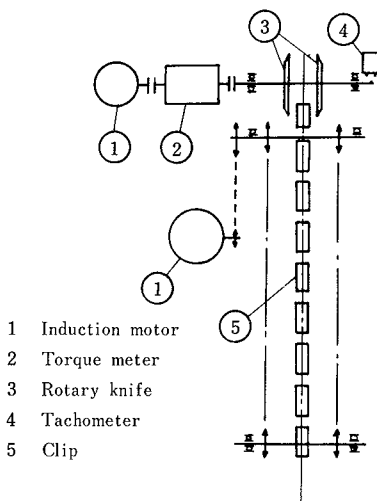 3
4
1
2
1
5
1 Induction motor
2 Torque meter
3 Rotary knife
4 Tachometer
5 Clip